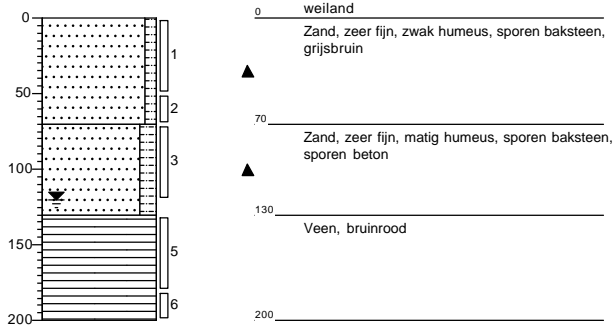 0
50
100
150
200
1
2
3
5
6
0
weiland
Zand, zeer fijn, zwak humeus, sporen baksteen,
grijsbruin
70
Zand, zeer fijn, matig humeus, sporen baksteen,
sporen beton
130
Veen, bruinrood
200